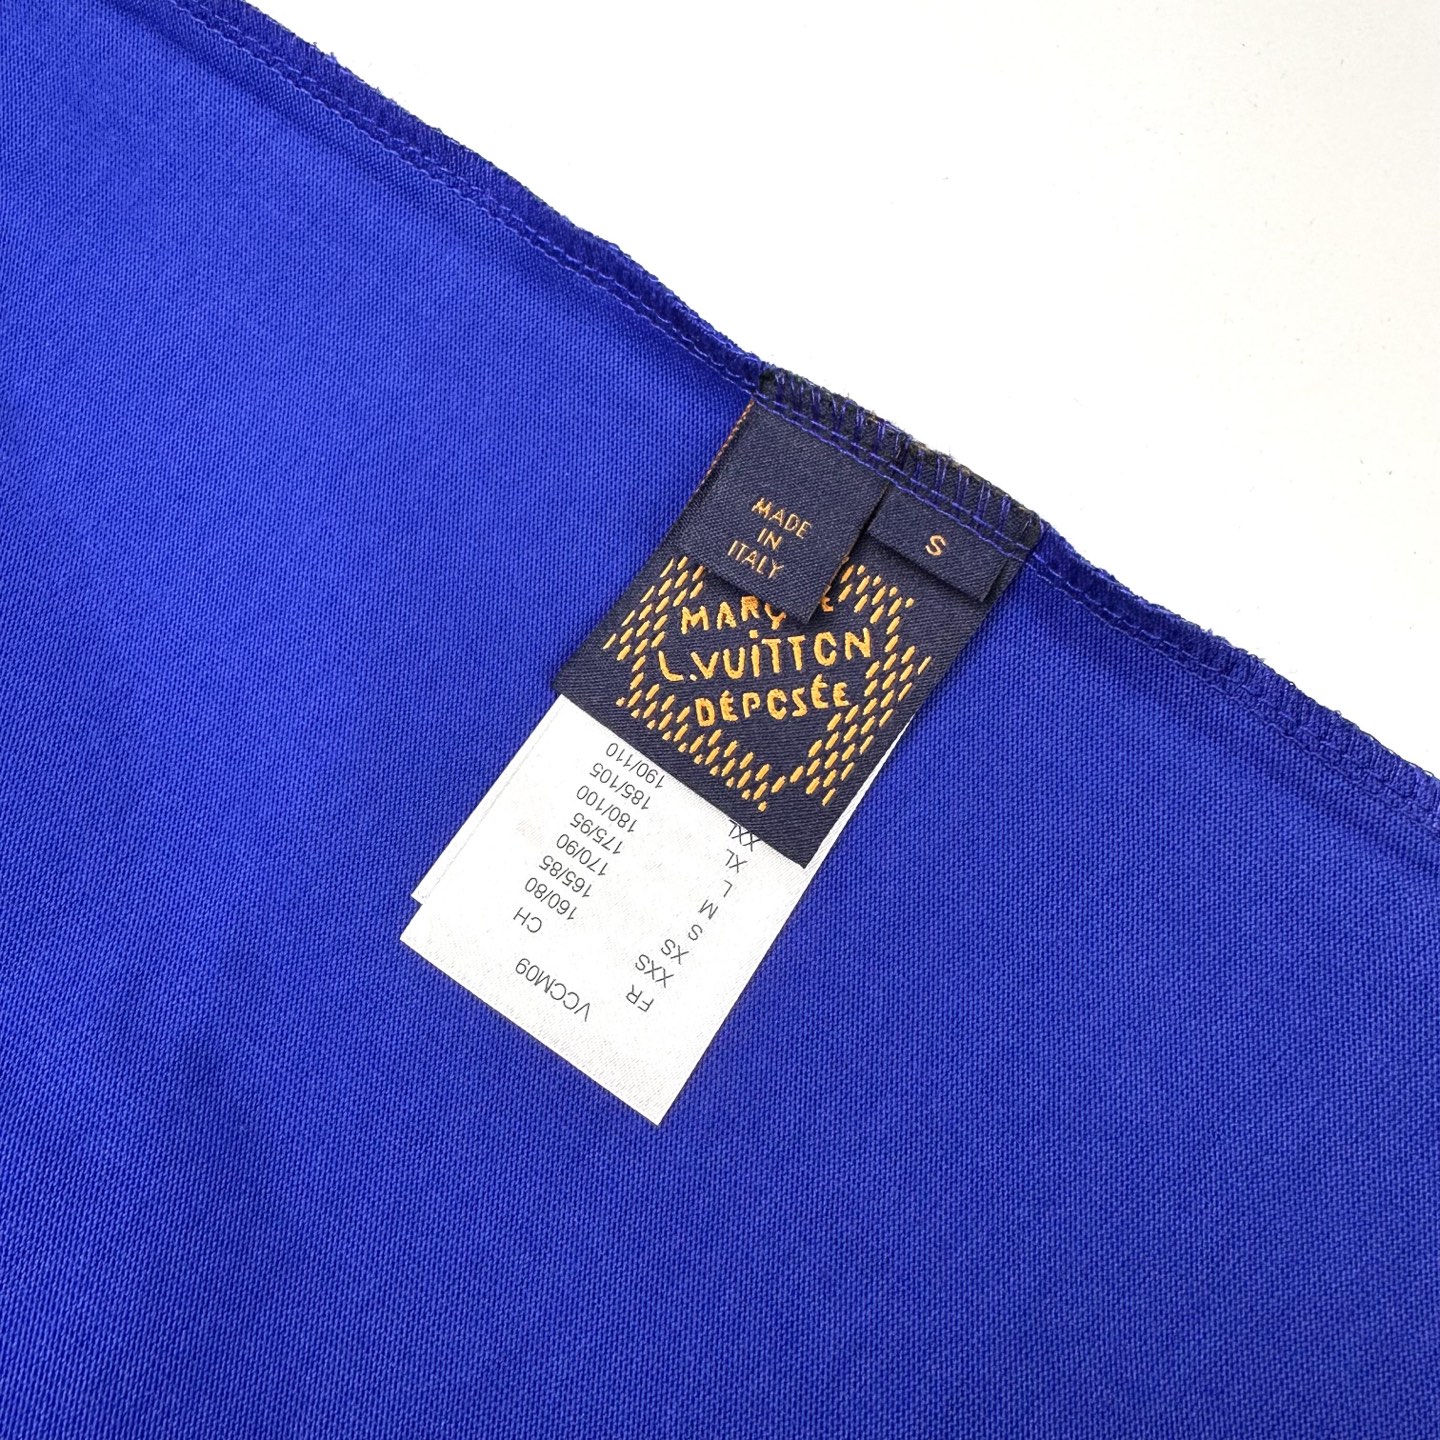 MADE
IN
ITALY
S
L.VUITTON
DÉPOSÉE
VCCM09
FR CH
XXS 160/80
XS 165/85
S 170/90
M 175/95
L 180/100
XL 185/105
XXL 190/110